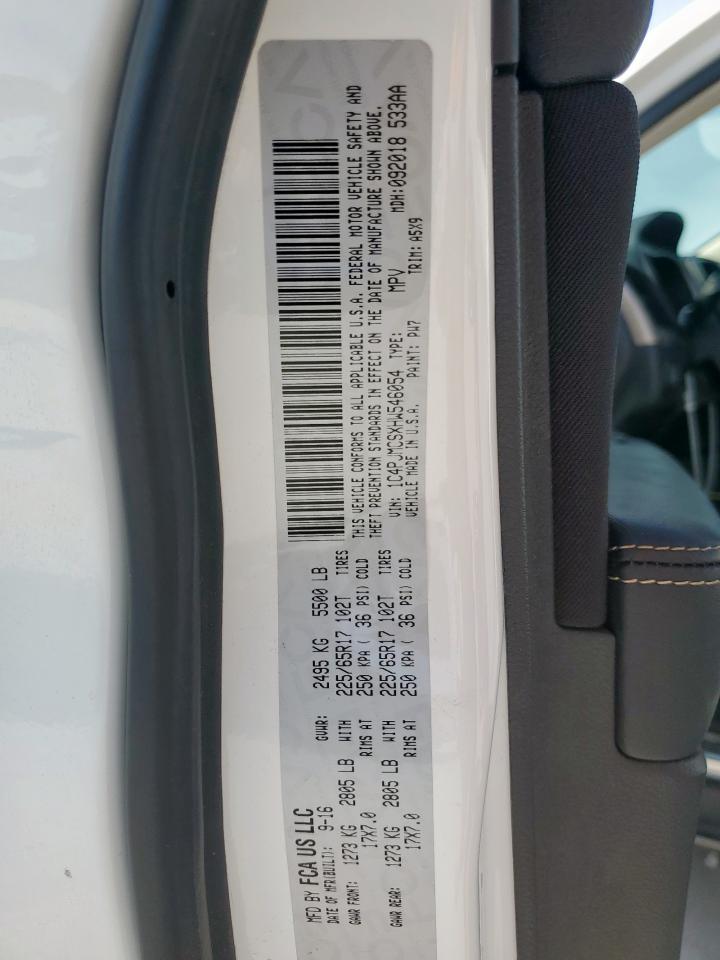 MFD BY FCA US LLC
DATE OF MFR(BUILT): 9-16 GVWR: 2495 KG 5500 LB
GAWR FRONT: 1273 KG 2805 LB WITH 225/65R17 102T TIRES
17X7.0 RIMS AT 250 KPA ( 36 PSI) COLD
GAWR REAR: 1273 KG 2805 LB WITH 225/65R17 102T TIRES
17X7.0 RIMS AT 250 KPA ( 36 PSI) COLD
THIS VEHICLE CONFORMS TO ALL APPLICABLE U.S.A. FEDERAL MOTOR VEHICLE SAFETY AND
THEFT PREVENTION STANDARDS IN EFFECT ON THE DATE OF MANUFACTURE SHOWN ABOVE.
VIN: 1C4PJMCSXHW546054 TYPE: MPV MDH:092018 533AA
VEHICLE MADE IN U.S.A. PAINT: PW7 TRIM: A5X9